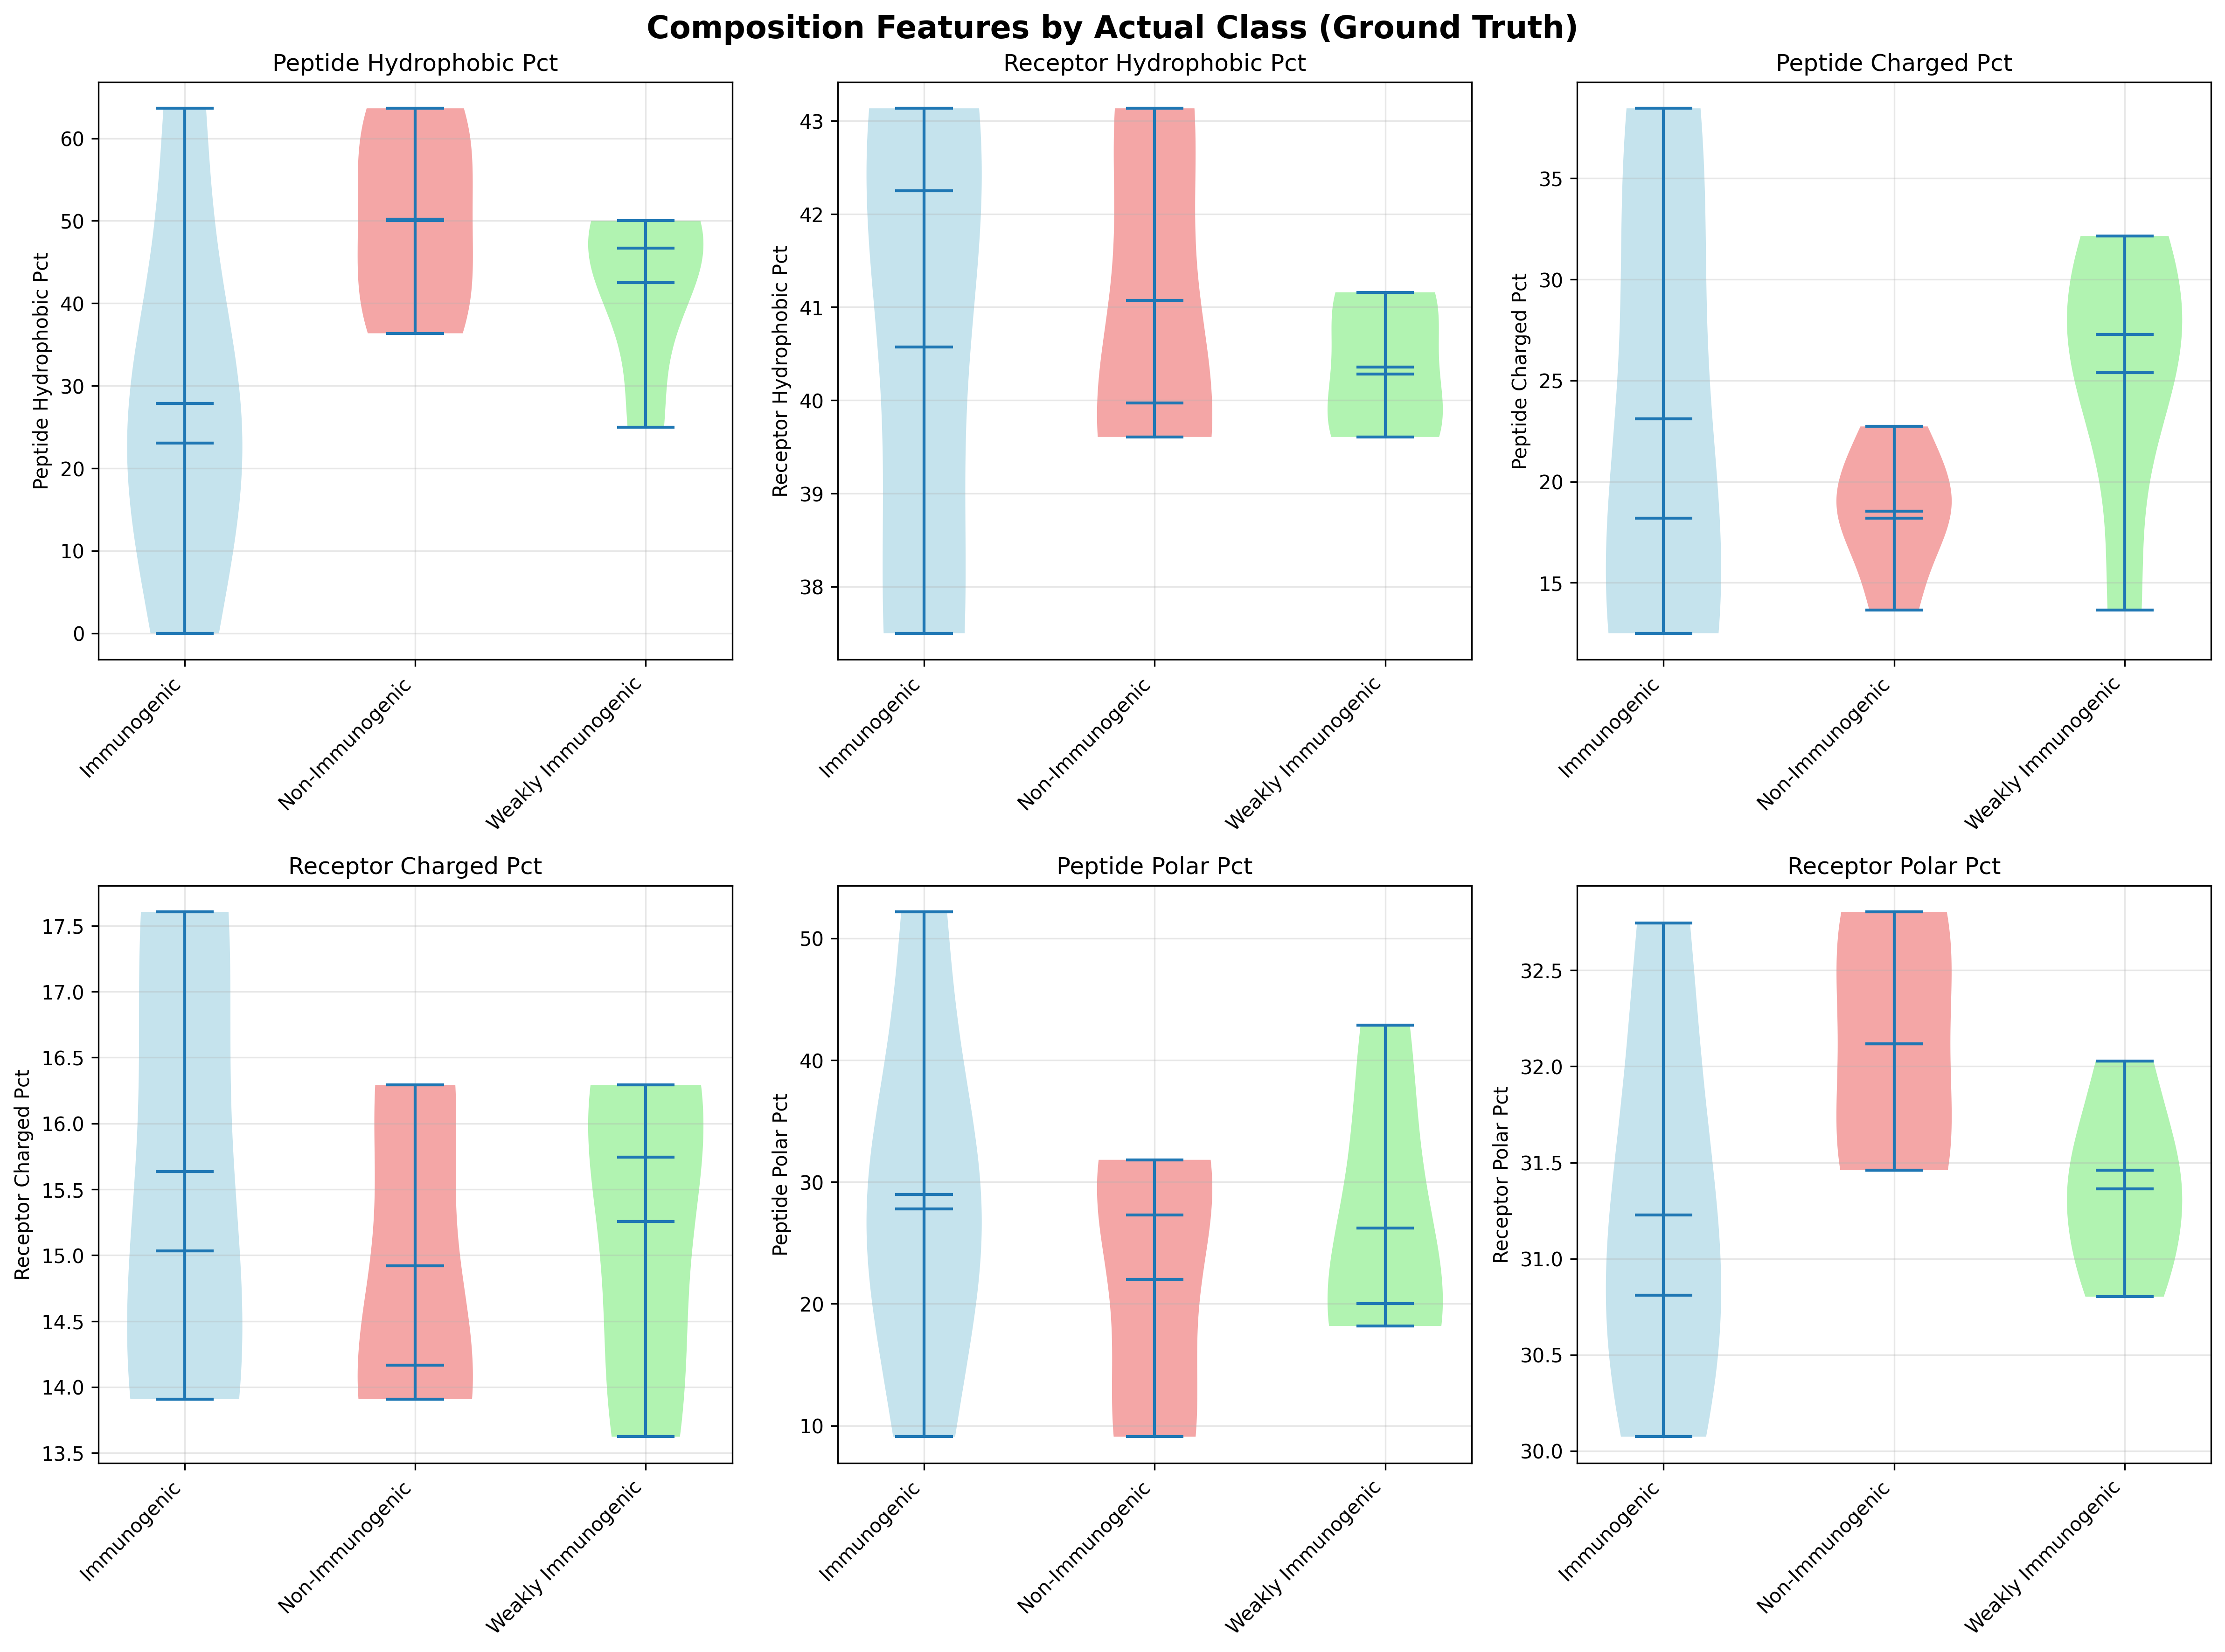 Composition Features by Actual Class (Ground Truth)
Peptide Hydrophobic Pct
Peptide Hydrophobic Pct
60
50
40
30
20
10
0
Immunogenic
Non-Immunogenic
Weakly Immunogenic
Receptor Hydrophobic Pct
Receptor Hydrophobic Pct
43
42
41
40
39
38
Immunogenic
Non-Immunogenic
Weakly Immunogenic
Peptide Charged Pct
Peptide Charged Pct
35
30
25
20
15
Immunogenic
Non-Immunogenic
Weakly Immunogenic
Receptor Charged Pct
Receptor Charged Pct
17.5
17.0
16.5
16.0
15.5
15.0
14.5
14.0
13.5
Immunogenic
Non-Immunogenic
Weakly Immunogenic
Peptide Polar Pct
Peptide Polar Pct
50
40
30
20
10
Immunogenic
Non-Immunogenic
Weakly Immunogenic
Receptor Polar Pct
Receptor Polar Pct
32.5
32.0
31.5
31.0
30.5
30.0
Immunogenic
Non-Immunogenic
Weakly Immunogenic